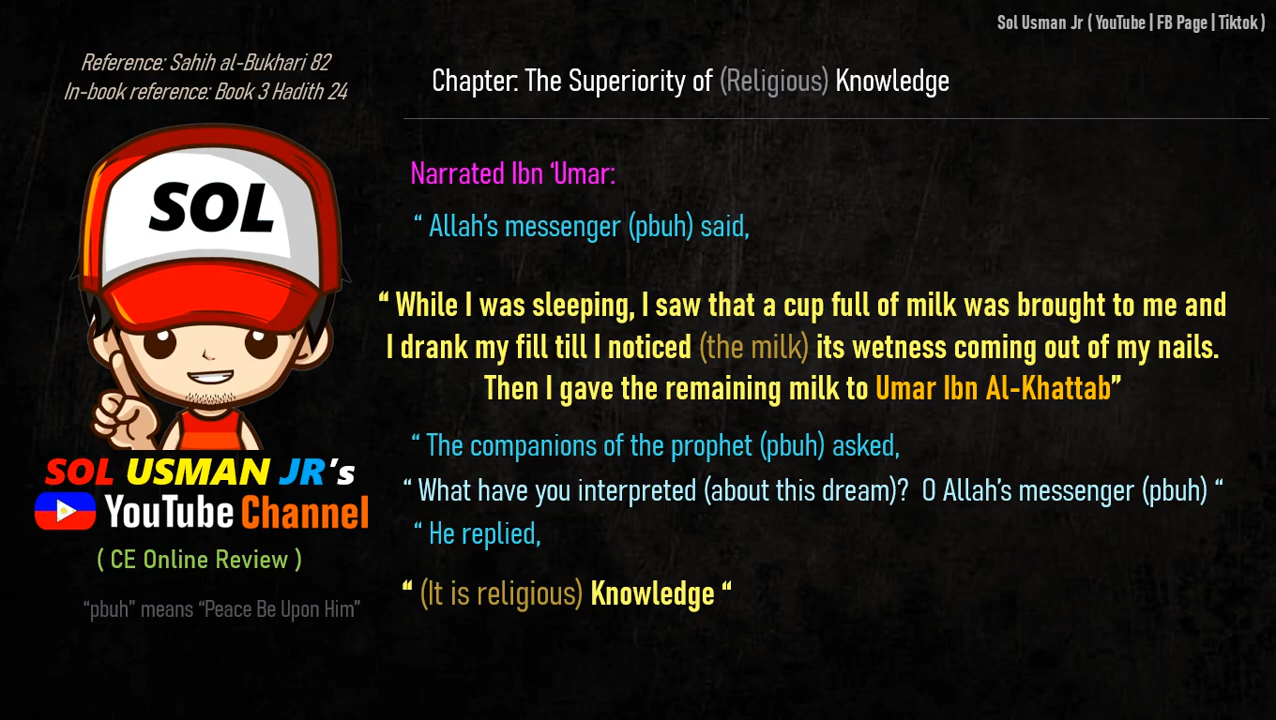 Sol Usman Jr ( YouTube | FB Page | Tiktok )
Reference: Sahih al-Bukhari 82
In-book reference: Book 3 Hadith 24
Chapter: The Superiority of (Religious) Knowledge
SOL
Narrated Ibn ‘Umar:
“ Allah’s messenger (pbuh) said,
“ While I was sleeping, I saw that a cup full of milk was brought to me and
I drank my fill till I noticed (the milk) its wetness coming out of my nails.
Then I gave the remaining milk to Umar Ibn Al-Khattab”
“ The companions of the prophet (pbuh) asked,
“ What have you interpreted (about this dream)? O Allah’s messenger (pbuh) “
“ He replied,
“ (It is religious) Knowledge “
SOL USMAN JR’s
YouTube Channel
( CE Online Review )
“pbuh” means “Peace Be Upon Him”